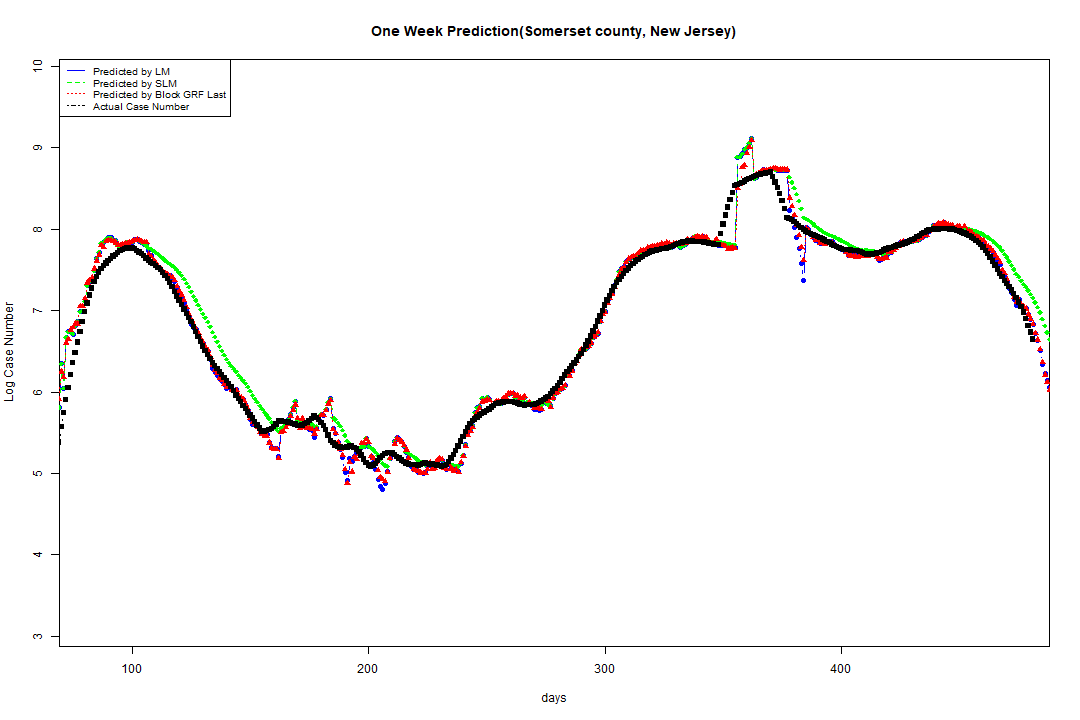 One Week Prediction(Somerset county, New Jersey)
Predicted by LM
Predicted by SLM
Predicted by Block GRF Last
Actual Case Number
10
9
8
7
6
5
4
3
Log Case Number
100
200
300
400
days